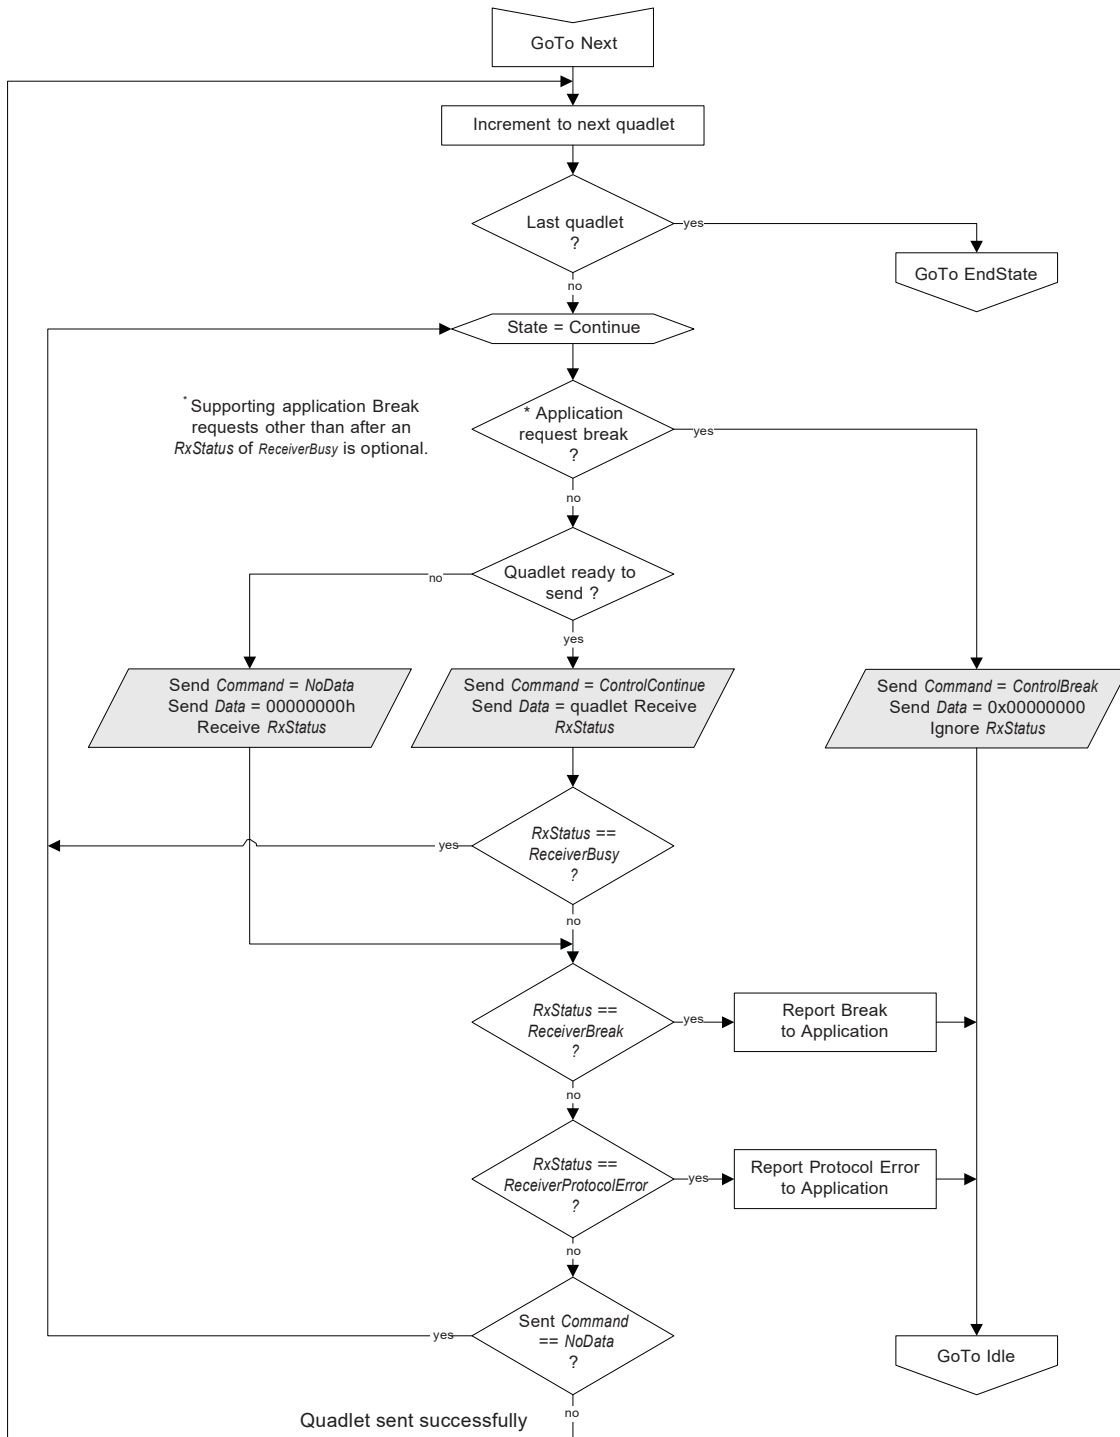 GoTo Next
Increment to next quadlet
Last quadlet
?
yes
GoTo EndState
no
State = Continue
* Supporting application Break
requests other than after an
RxStatus of ReceiverBusy is optional.
* Application
request break
?
yes
no
Quadlet ready to
send ?
no
yes
Send Command = NoData
Send Data = 00000000h
Receive RxStatus
Send Command = ControlContinue
Send Data = quadlet Receive
RxStatus
Send Command = ControlBreak
Send Data = 0x00000000
Ignore RxStatus
RxStatus ==
ReceiverBusy
?
yes
no
RxStatus ==
ReceiverBreak
?
yes
Report Break
to Application
no
RxStatus ==
ReceiverProtocolError
?
yes
Report Protocol Error
to Application
no
Sent Command
== NoData
?
yes
GoTo Idle
no
Quadlet sent successfully